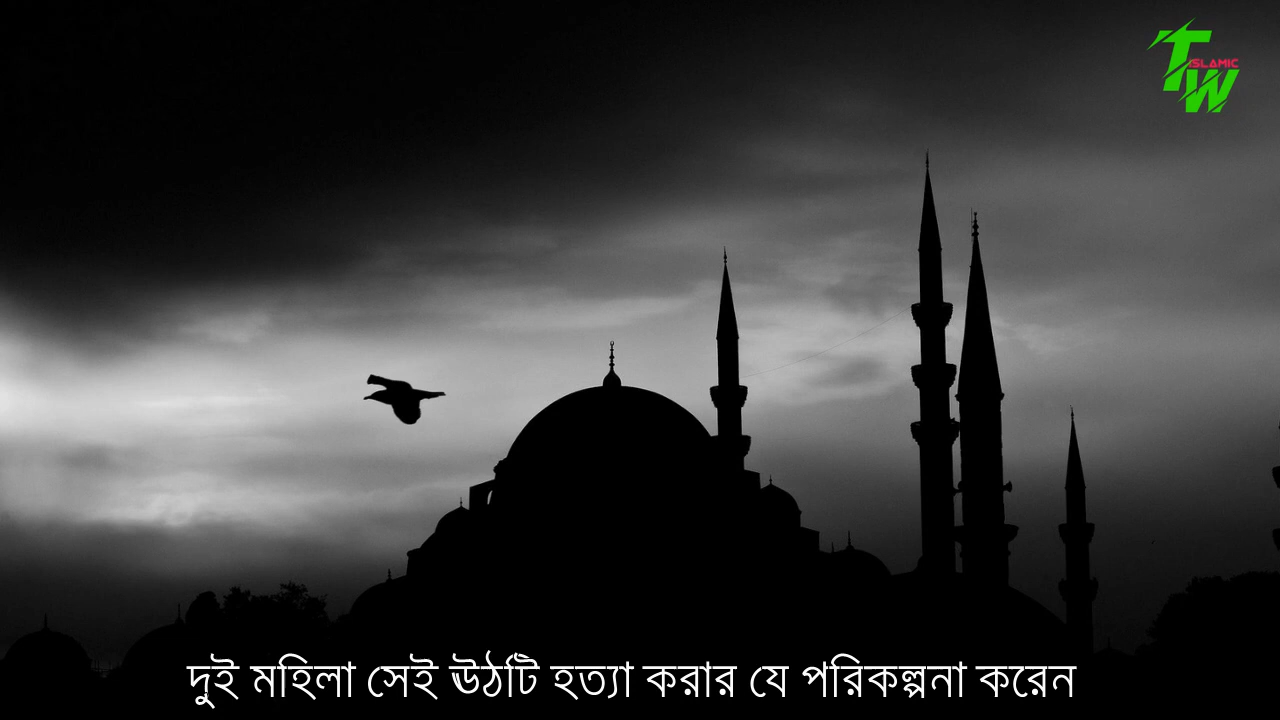 TW
ISLAMIC
দুই মহিলা সেই ঊঠটি হত্যা করার যে পরিকল্পনা করেন